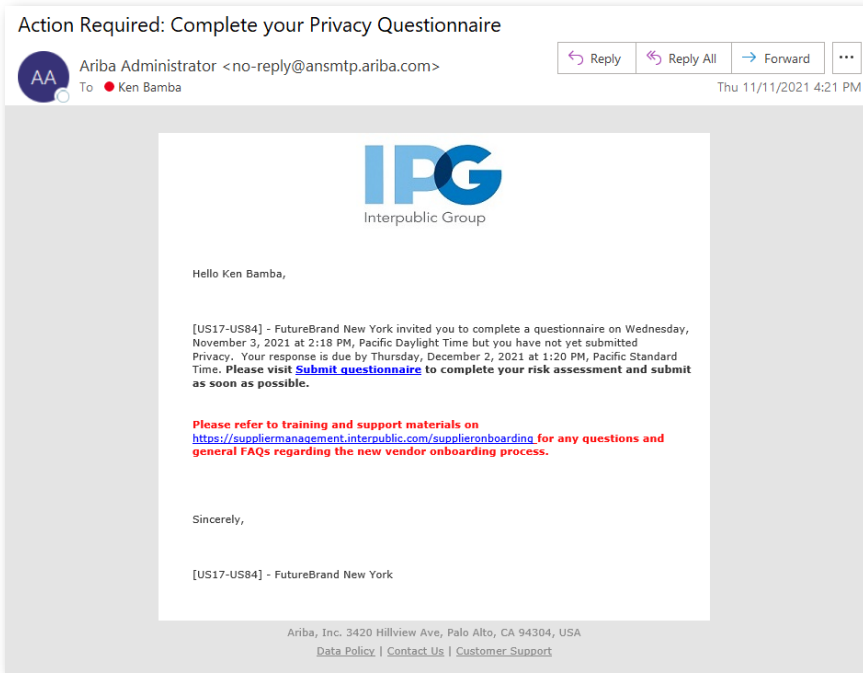 Action Required: Complete your Privacy Questionnaire
AA
Ariba Administrator <no-reply@ansmtp.ariba.com>
To Ken Bamba
Reply
Reply All
Forward
Thu 11/11/2021 4:21 PM
IPG
Interpublic Group
Hello Ken Bamba,
[US17-US84] - FutureBrand New York invited you to complete a questionnaire on Wednesday,
November 3, 2021 at 2:18 PM, Pacific Daylight Time but you have not yet submitted
Privacy. Your response is due by Thursday, December 2, 2021 at 1:20 PM, Pacific Standard
Time. Please visit Submit questionnaire to complete your risk assessment and submit
as soon as possible.
Please refer to training and support materials on
https://suppliermanagement.interpublic.com/supplieronboarding for any questions and
general FAQs regarding the new vendor onboarding process.
Sincerely,
[US17-US84] - FutureBrand New York
Ariba, Inc. 3420 Hillview Ave, Palo Alto, CA 94304, USA
Data Policy | Contact Us | Customer Support